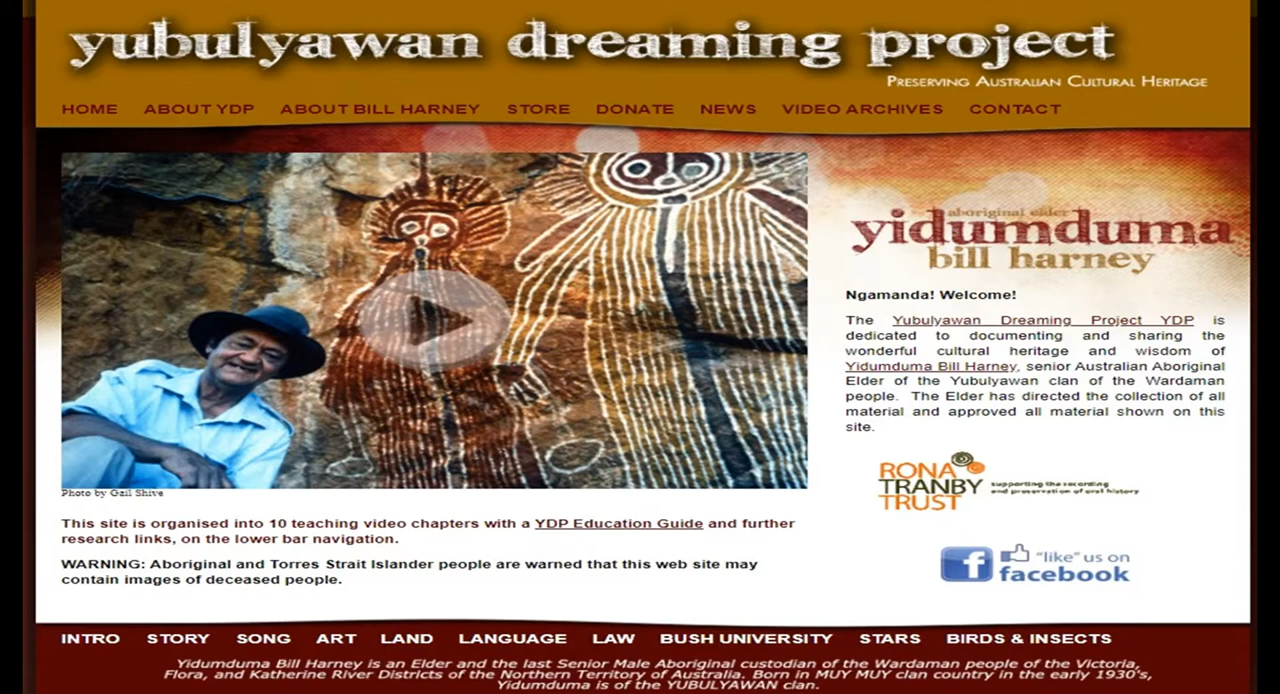 yubulyawan dreaming project
PRESERVING AUSTRALIAN CULTURAL HERITAGE
HOME ABOUT YDP ABOUT BILL HARNEY STORE DONATE NEWS VIDEO ARCHIVES CONTACT
Photo by Gail Shive
This site is organised into 10 teaching video chapters with a YDP Education Guide and further
research links, on the lower bar navigation.
WARNING: Aboriginal and Torres Strait Islander people are warned that this web site may
contain images of deceased people.
aboriginal elder
yidumduma
bill harney
Ngamanda! Welcome!
The Yubulyawan Dreaming Project YDP is
dedicated to documenting and sharing the
wonderful cultural heritage and wisdom of
Yidumduma Bill Harney, senior Australian Aboriginal
Elder of the Yubulyawan clan of the Wardaman
people. The Elder has directed the collection of all
material and approved all material shown on this
site.
RONA
TRANBY
TRUST
supporting the recording
and preservation of oral history
f
"like" us on
facebook
INTRO STORY SONG ART LAND LANGUAGE LAW BUSH UNIVERSITY STARS BIRDS & INSECTS
Yidumduma Bill Harney is an Elder and the last Senior Male Aboriginal custodian of the Wardaman people of the Victoria,
Flora, and Katherine River Districts of the Northern Territory of Australia. Born in MUY MUY clan country in the early 1930's,
Yidumduma is of the YUBULYAWAN clan.